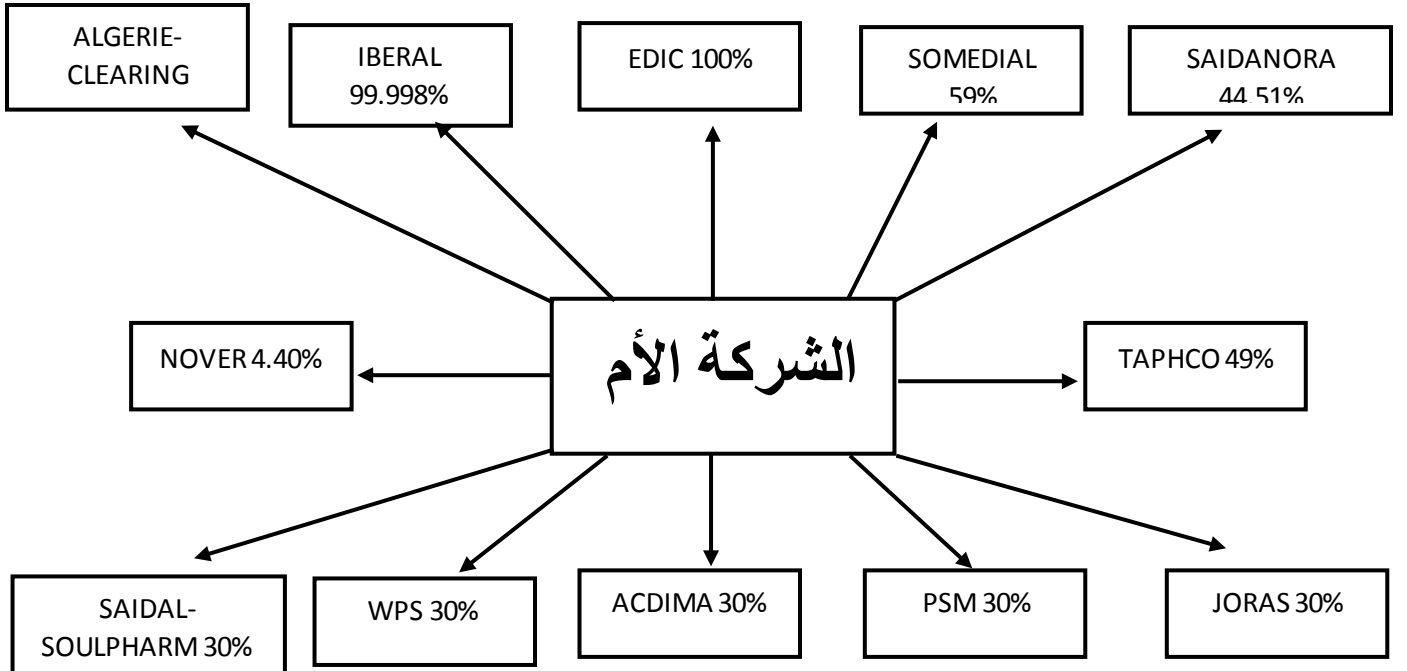 ALGERIE-
CLEARING
IBERAL
99.998%
EDIC 100%
SOMEDIAL
59%
SAIDANORA
44.51%
NOVER 4.40%
الشركة الأم
TAPHCO 49%
SAIDAL-
SOULPHARM 30%
WPS 30%
ACDIMA 30%
PSM 30%
JORAS 30%